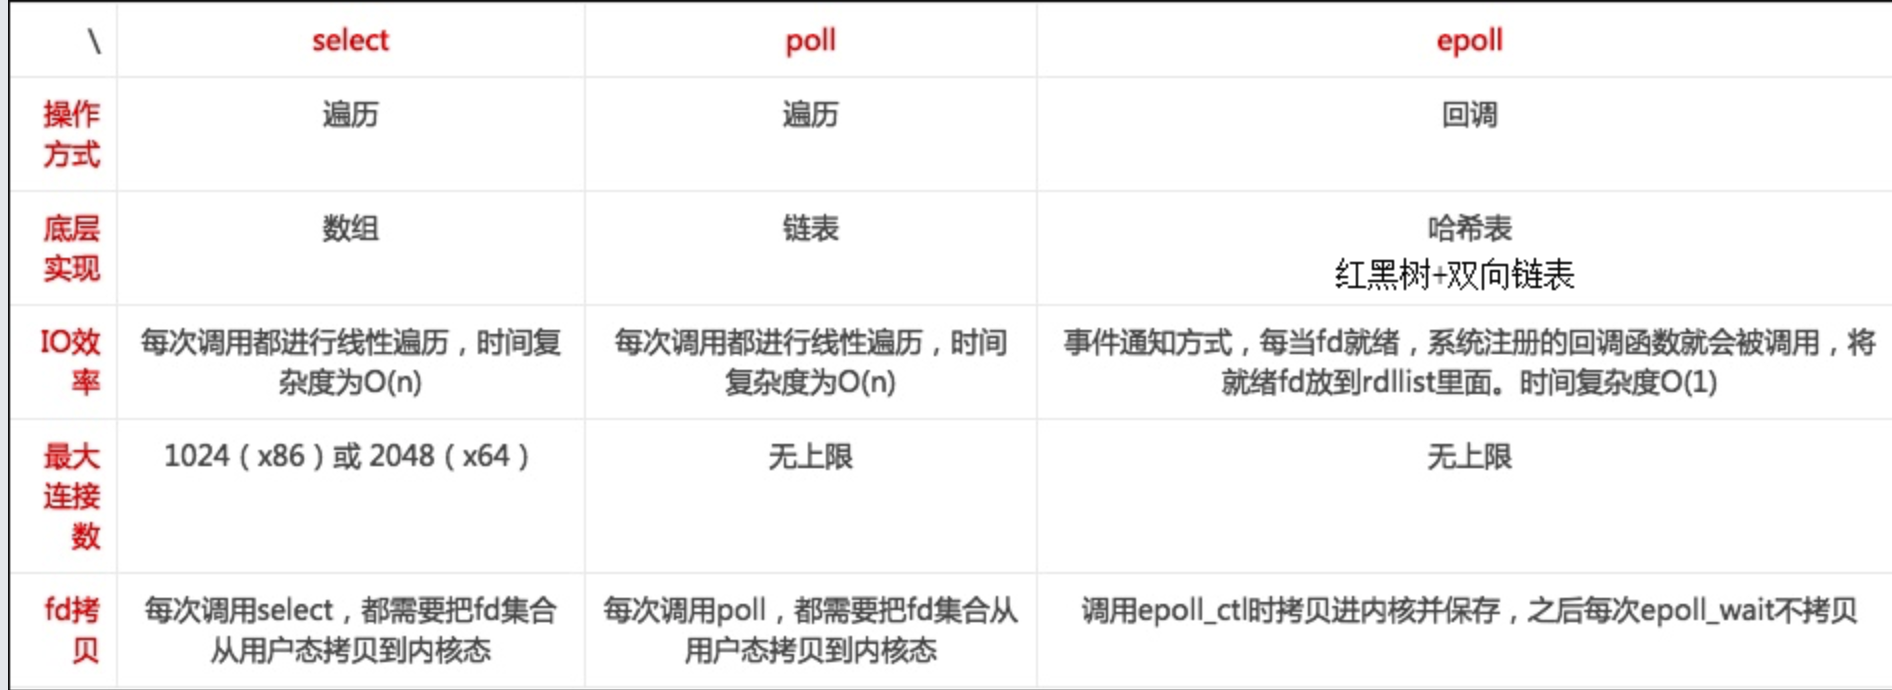 \ select poll epoll
操作 遍历 遍历 回调
方式
底层 数组 链表 哈希表
实现 红黑树+双向链表
IO效 每次调用都进行线性遍历，时间复 每次调用都进行线性遍历，时间 事件通知方式，每当fd就绪，系统注册的回调函数就会被调用，将
率 杂度为O(n) 复杂度为O(n) 就绪fd放到rdllist里面。时间复杂度O(1)
最大 1024（x86）或 2048（x64） 无上限 无上限
连接
数
fd拷 每次调用select，都需要把fd集合 每次调用poll，都需要把fd集合从 调用epoll_ctl时拷贝进内核并保存，之后每次epoll_wait不拷贝
贝 从用户态拷贝到内核态 用户态拷贝到内核态